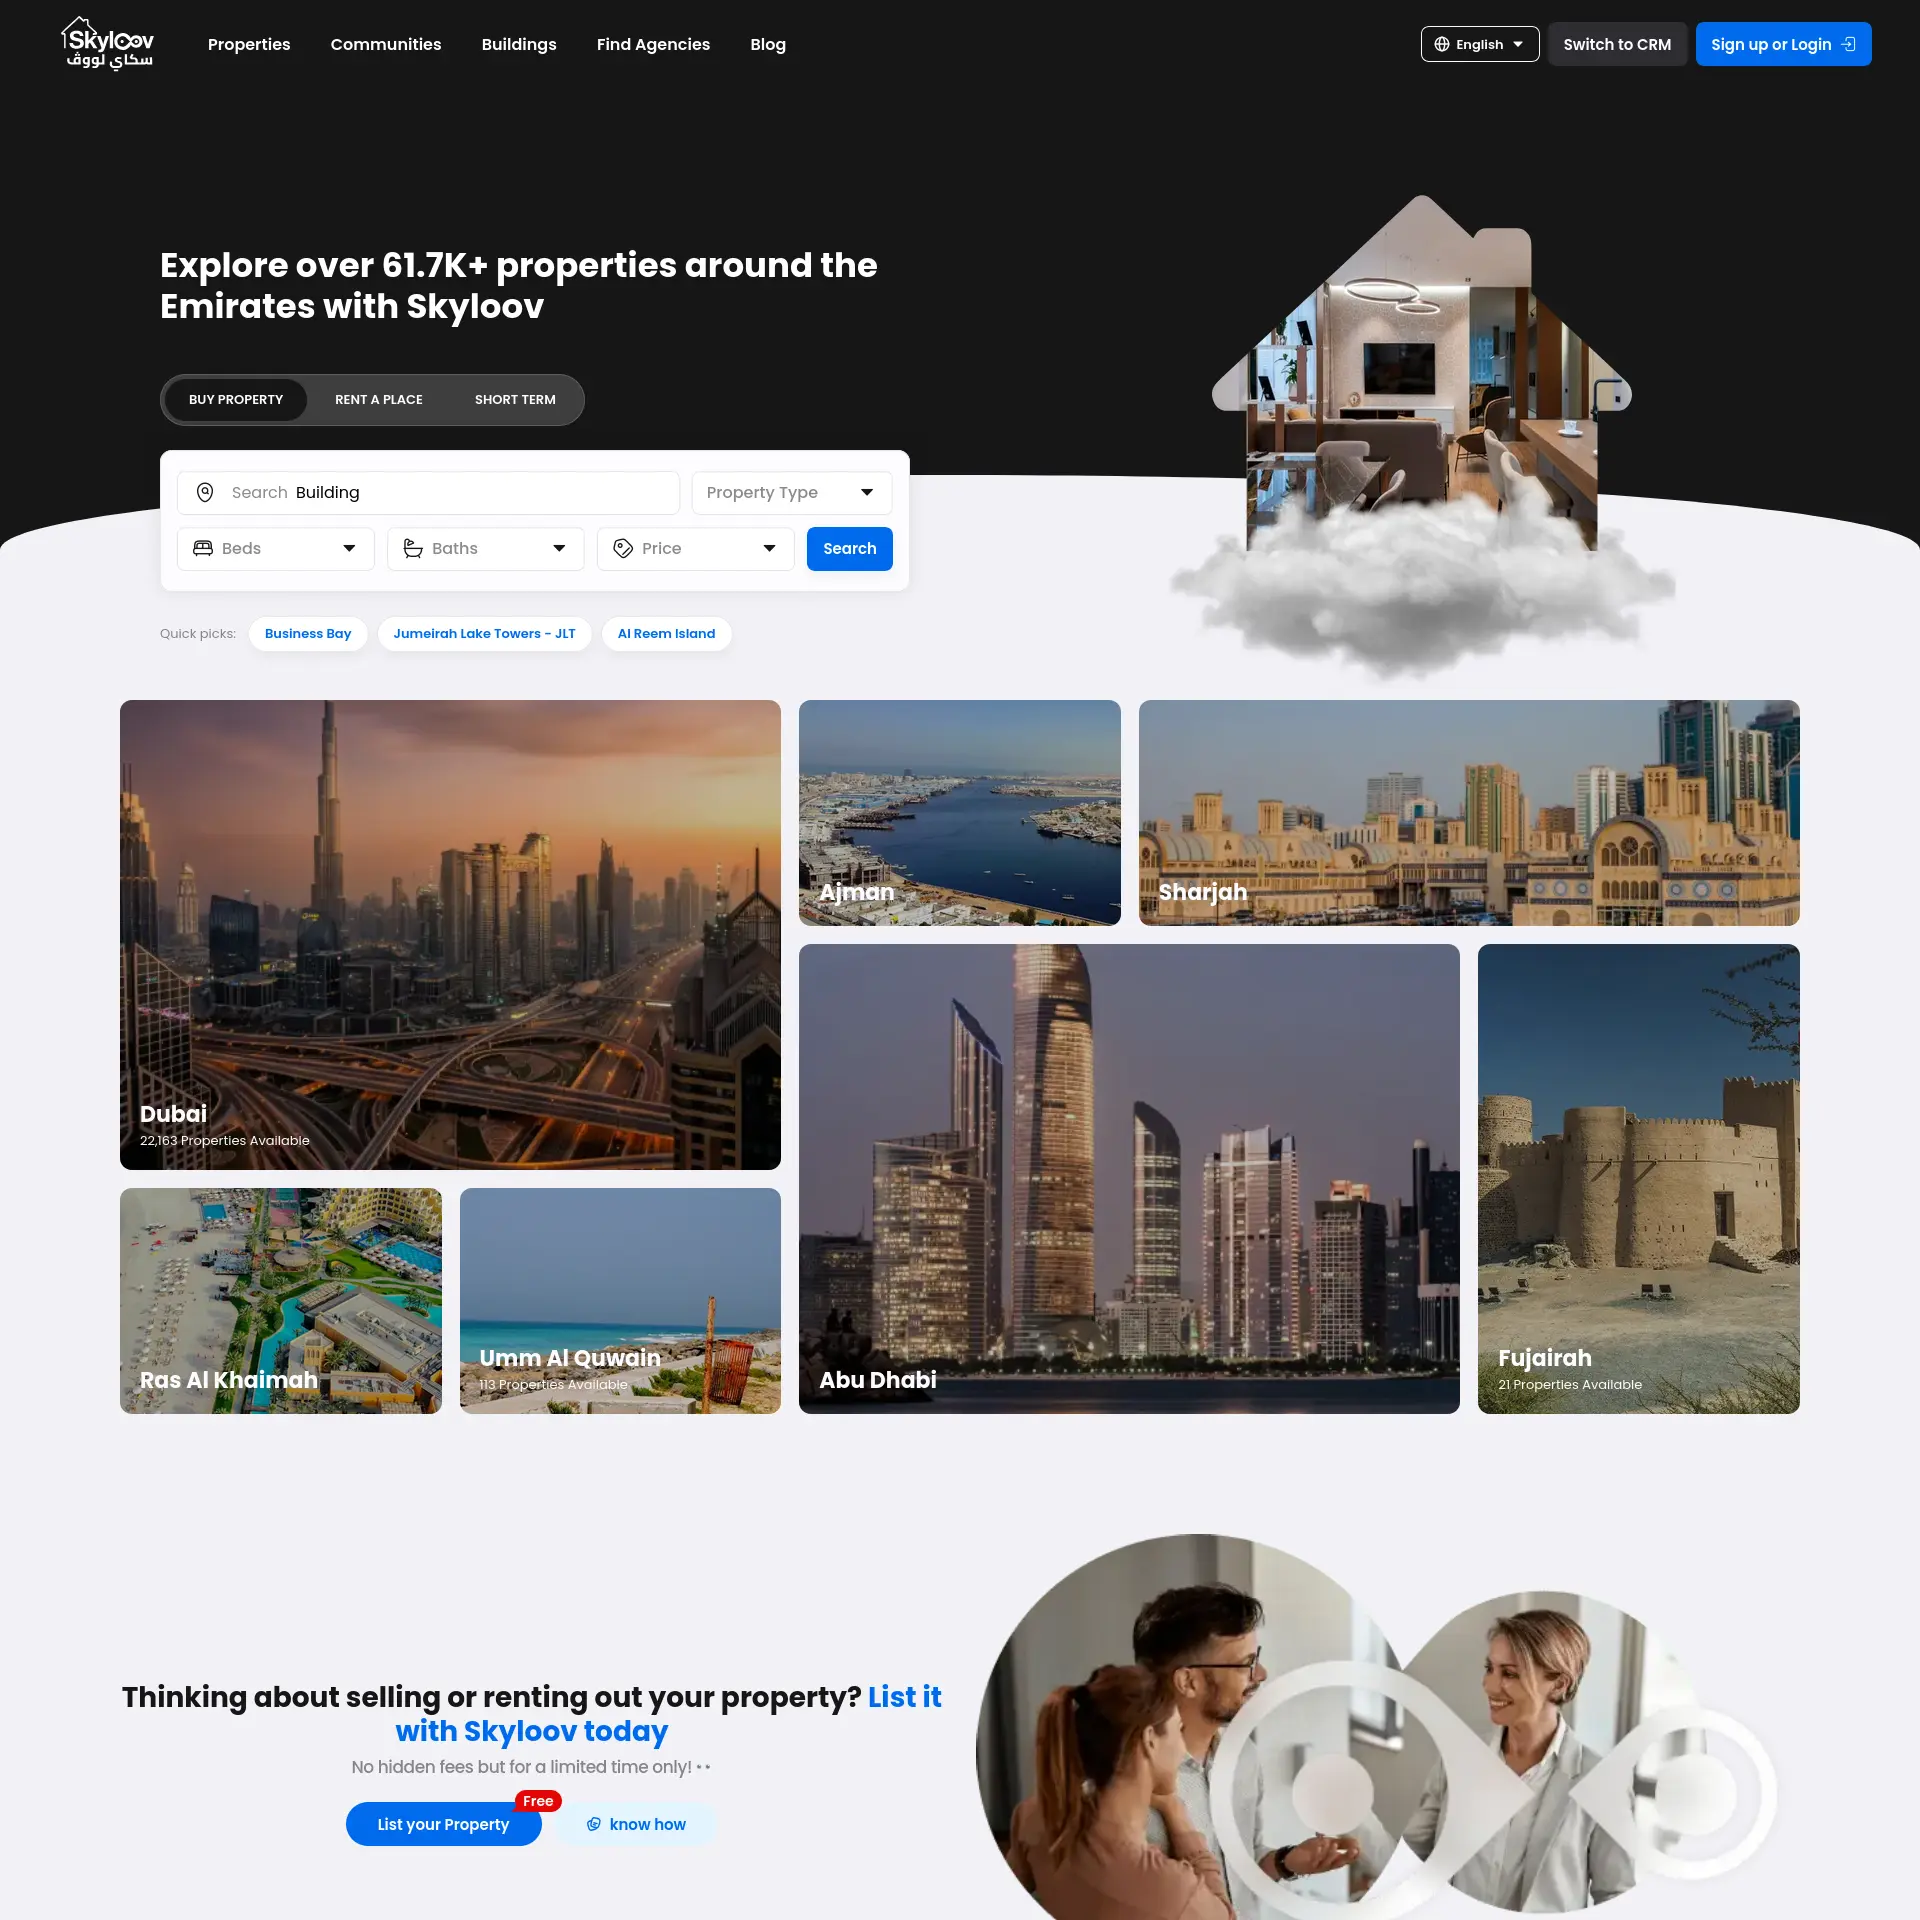 Skyloov
سكاي لووف
Properties
Communities
Buildings
Find Agencies
Blog
English
Switch to CRM
Sign up or Login
Explore over 61.7K+ properties around the
Emirates with Skyloov
BUY PROPERTY
RENT A PLACE
SHORT TERM
Search Building
Property Type
Beds
Baths
Price
Search
Quick picks:
Business Bay
Jumeirah Lake Towers - JLT
Al Reem Island
Ajman
Sharjah
Dubai
22,163 Properties Available
Ras Al Khaimah
Umm Al Quwain
113 Properties Available
Abu Dhabi
Fujairah
21 Properties Available
Thinking about selling or renting out your property? List it
with Skyloov today
No hidden fees but for a limited time only!
Free
List your Property
know how